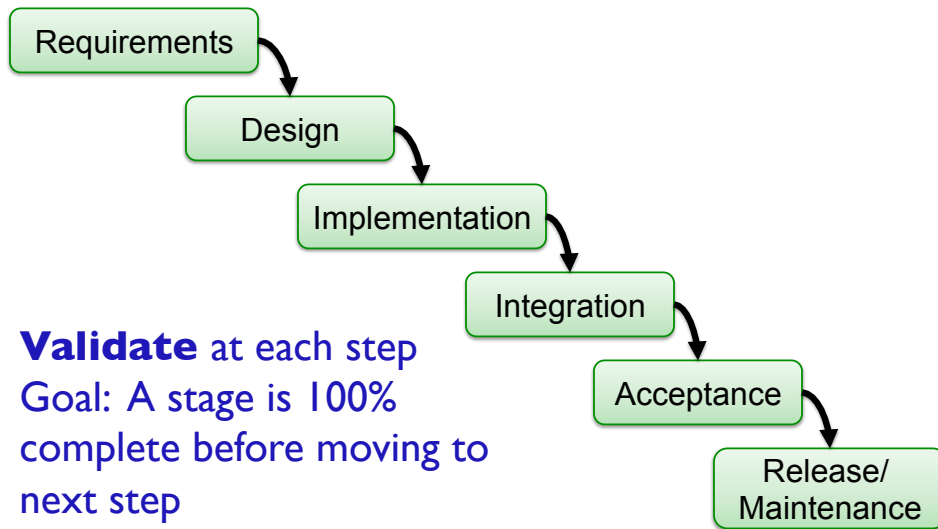 Requirements
Design
Implementation
Integration
Acceptance
Release/
Maintenance
Validate at each step
Goal: A stage is 100%
complete before moving to
next step